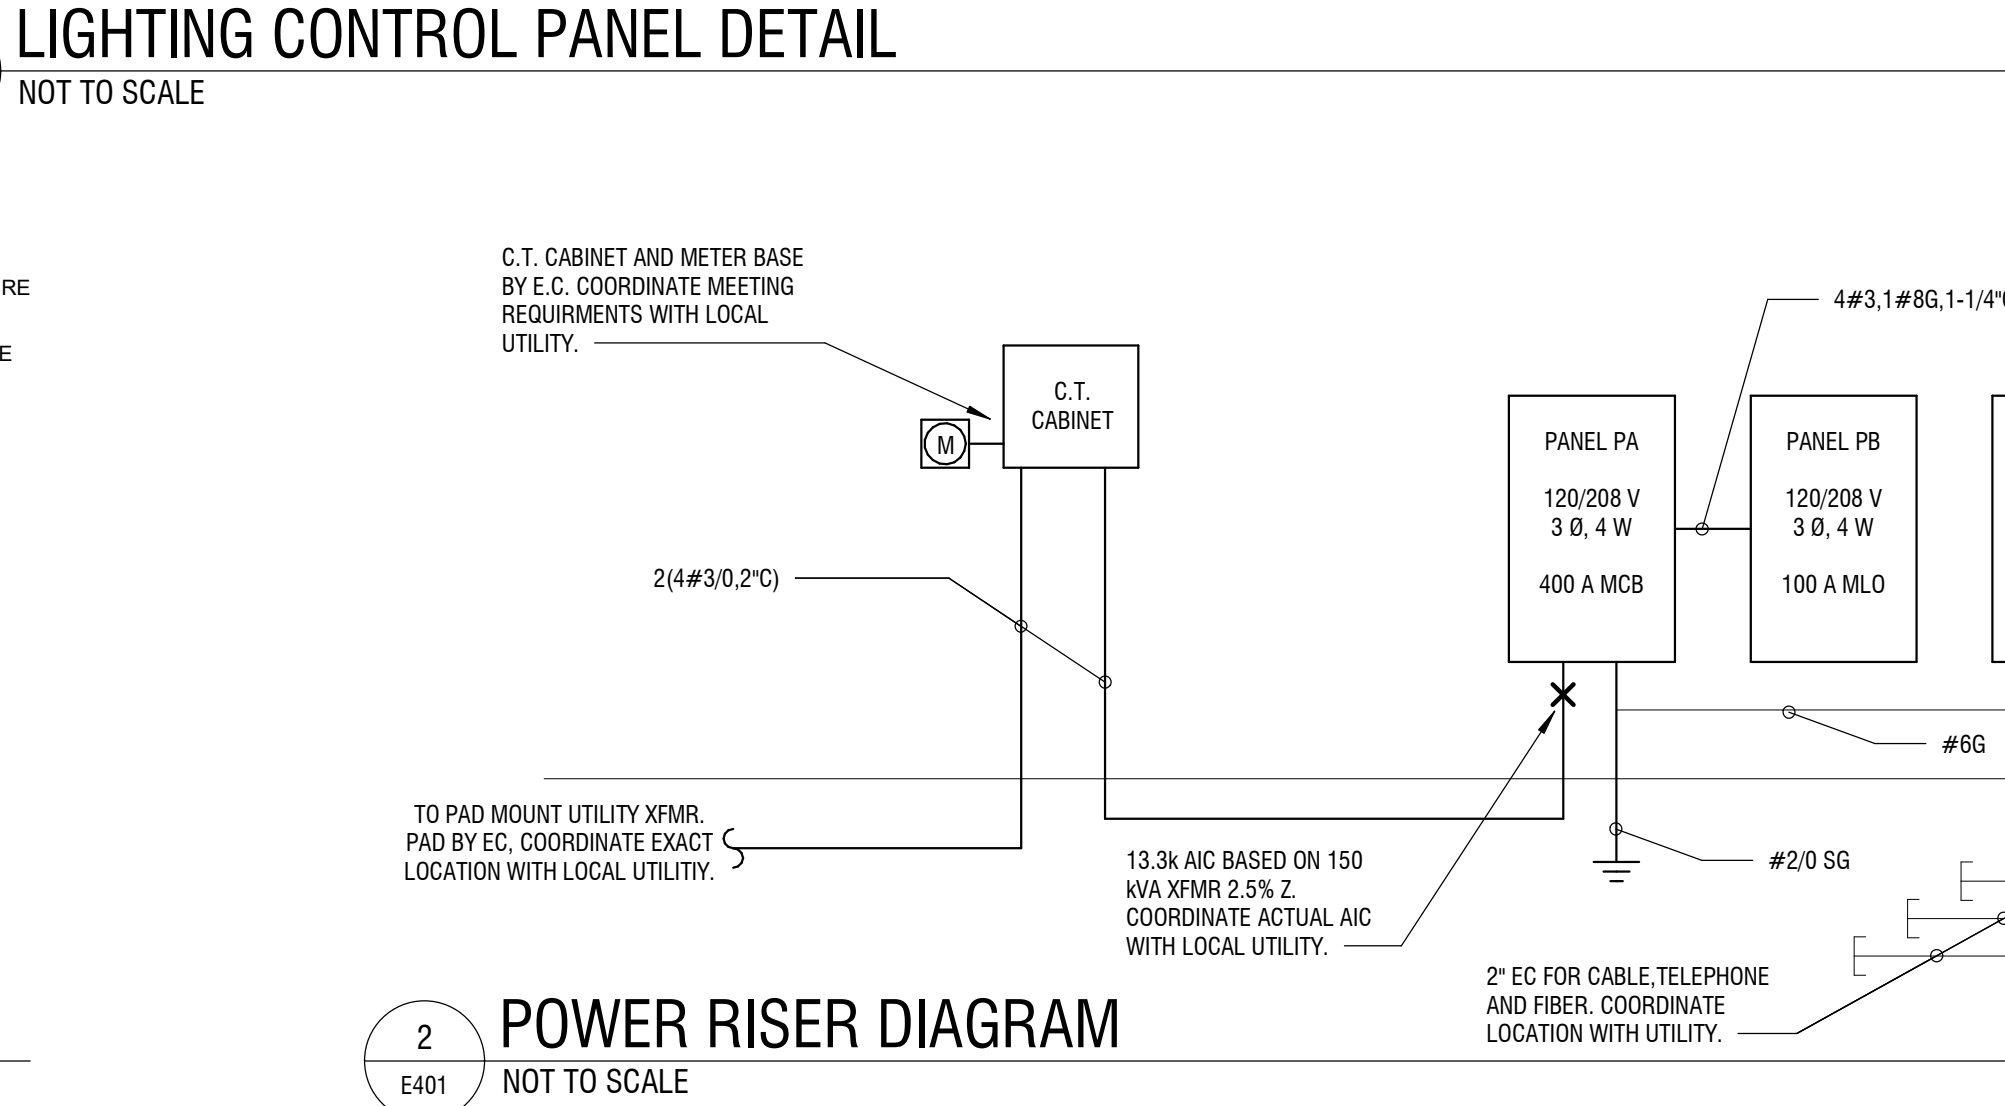 LIGHTING CONTROL PANEL DETAIL
NOT TO SCALE
RE
E
C.T. CABINET AND METER BASE
BY E.C. COORDINATE MEETING
REQUIRMENTS WITH LOCAL
UTILITY.
C.T.
CABINET
M
2(4#3/0,2"C)
4#3,1#8G,1-1/4"
PANEL PA
120/208 V
3 Ø, 4 W
400 A MCB
PANEL PB
120/208 V
3 Ø, 4 W
100 A MLO
#6G
TO PAD MOUNT UTILITY XFMR.
PAD BY EC, COORDINATE EXACT
LOCATION WITH LOCAL UTILITIY.
13.3k AIC BASED ON 150
kVA XFMR 2.5% Z.
COORDINATE ACTUAL AIC
WITH LOCAL UTILITY.
#2/0 SG
2" EC FOR CABLE,TELEPHONE
AND FIBER. COORDINATE
LOCATION WITH UTILITY.
2
E401
POWER RISER DIAGRAM
NOT TO SCALE